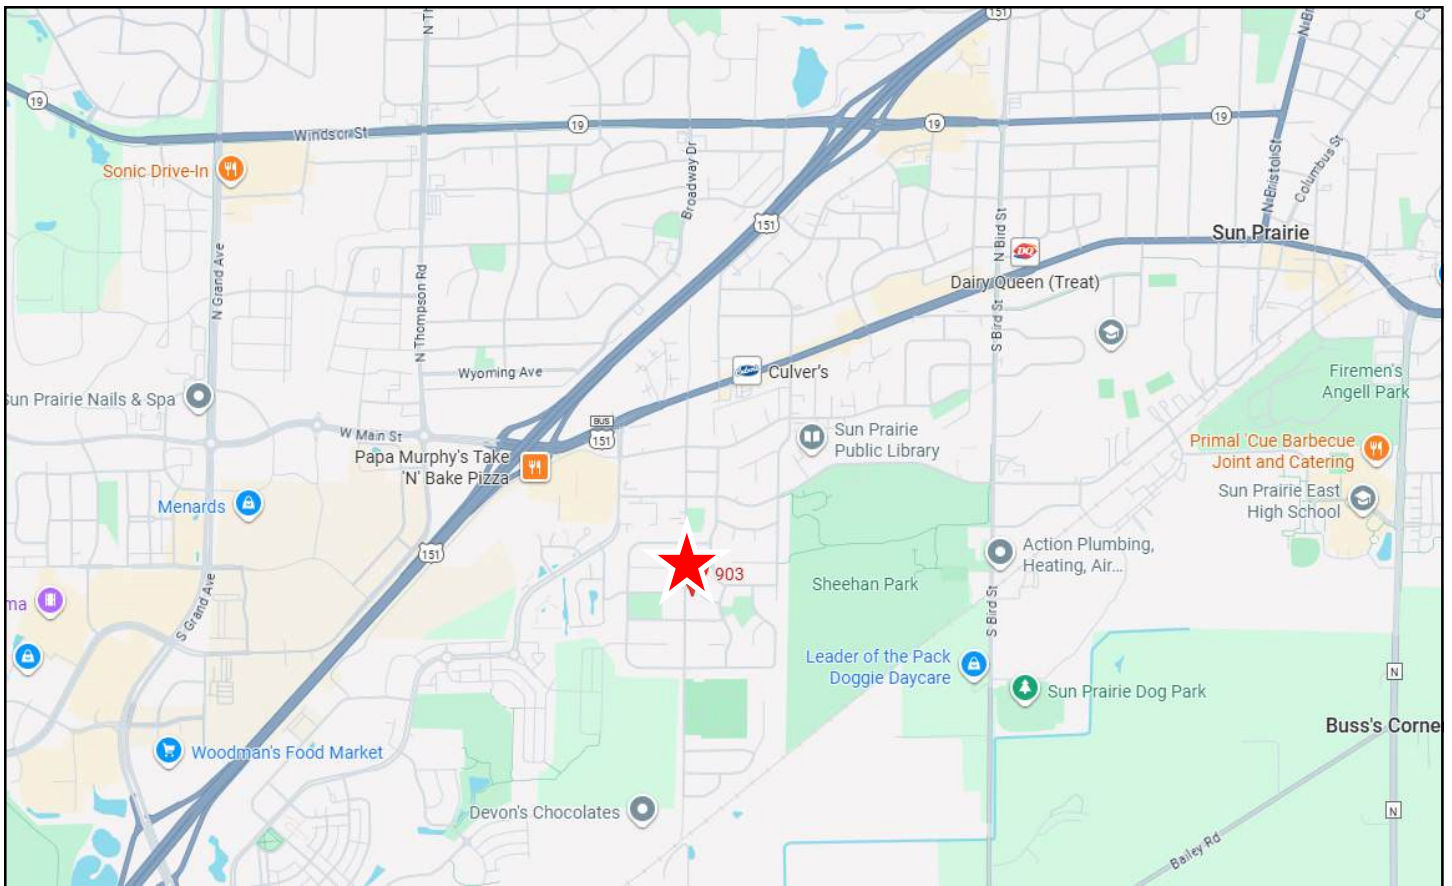 151
19
19
19
19
Windsor St
Sonic Drive-In
Broadway Dr
N Bristol St
Columbus St
151
N Bird St
Sun Prairie
N Grand Ave
N Thompson Rd
Dairy Queen (Treat)
S Bird St
Wyoming Ave
Culver's
Firemen's
Angell Park
Sun Prairie Nails & Spa
BUS
151
W Main St
Sun Prairie
Public Library
Papa Murphy's Take
'N' Bake Pizza
Primal 'Cue Barbecue
Joint and Catering
Menards
Sun Prairie East
High School
151
Action Plumbing,
Heating, Air...
903
Sheehan Park
S Grand Ave
S Bird St
Leader of the Pack
Doggie Daycare
Sun Prairie Dog Park
N
Buss's Corne
Woodman's Food Market
Devon's Chocolates
N
Bailey Rd